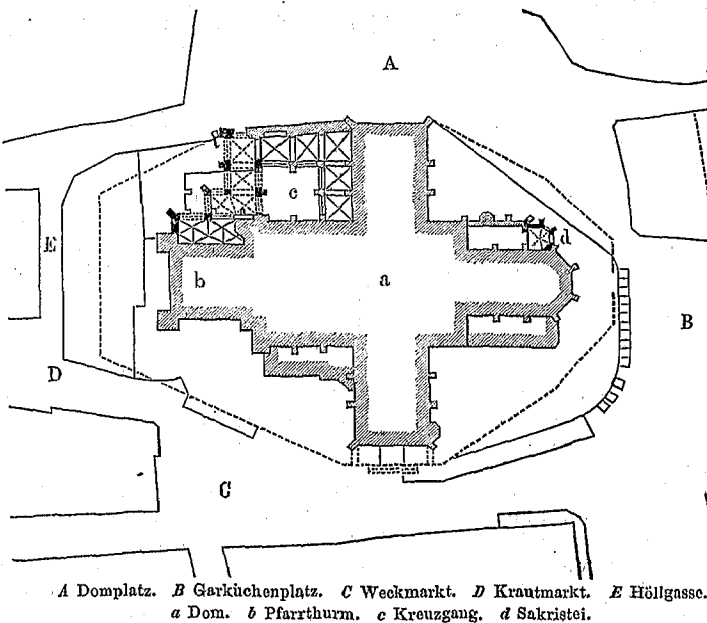 A
c
d
E
b
a
B
D
C
A Domplatz. B Garküchenplatz. C Weckmarkt. D Krautmarkt. E Höllgasse.
a Dom. b Pfarrthurm. c Kreuzgang. d Sakristei.